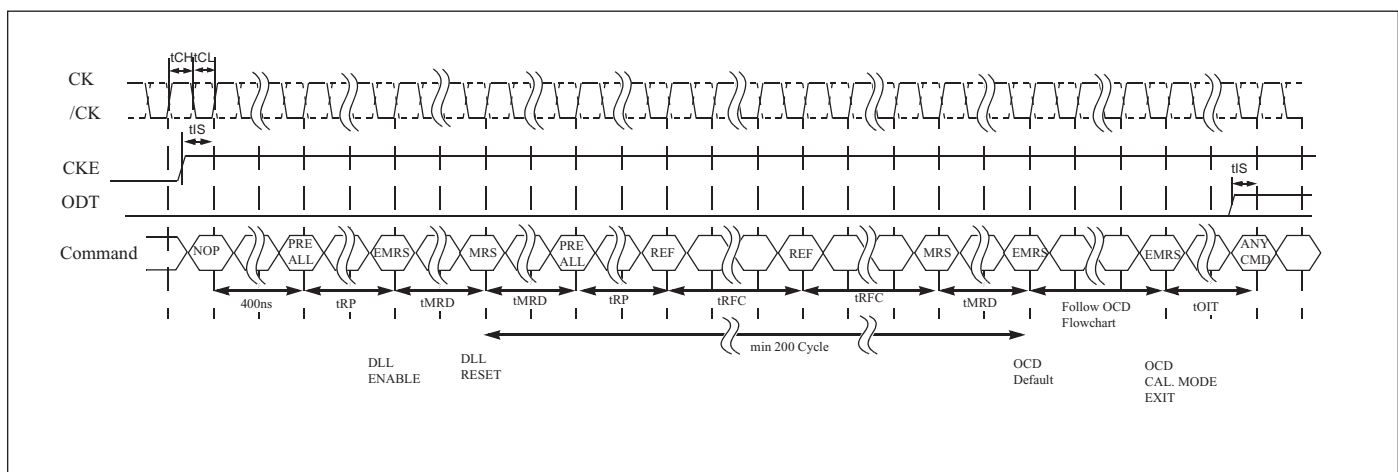 tCH tCL
CK
/CK
tIS
CKE
tIS
ODT
Command
NOP
PRE
ALL
EMRS
MRS
PRE
ALL
REF
REF
MRS
EMRS
EMRS
ANY
CMD
400ns
tRP
tMRD
tMRD
tRP
tRFC
tRFC
tMRD
Follow OCD
Flowchart
tOIT
min 200 Cycle
DLL
ENABLE
DLL
RESET
OCD
Default
OCD
CAL. MODE
EXIT